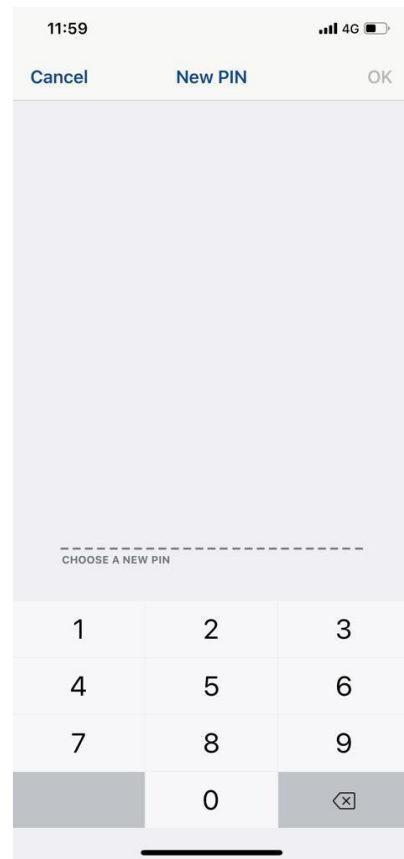 11:59 4G
Cancel New PIN OK
CHOOSE A NEW PIN
1 2 3
4 5 6
7 8 9
0